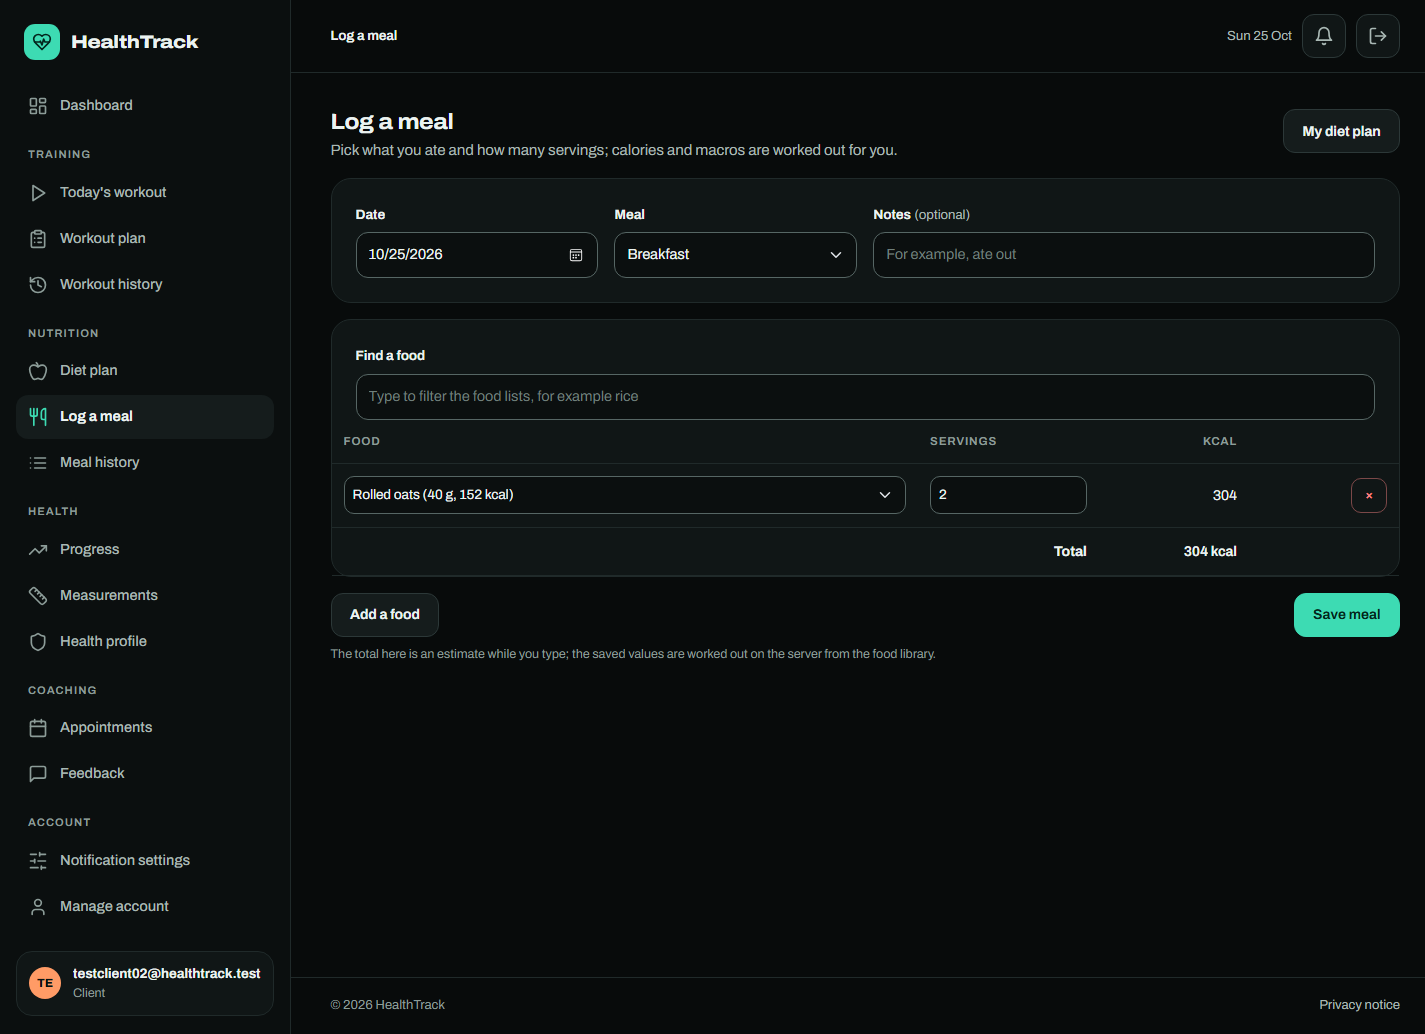 HealthTrack
Dashboard
TRAINING
Today's workout
Workout plan
Workout history
NUTRITION
Diet plan
Log a meal
Meal history
HEALTH
Progress
Measurements
Health profile
COACHING
Appointments
Feedback
ACCOUNT
Notification settings
Manage account
TE
testclient02@healthtrack.test
Client
Log a meal
Sun 25 Oct
Log a meal
Pick what you ate and how many servings; calories and macros are worked out for you.
My diet plan
Date
Meal
Notes (optional)
10/25/2026
Breakfast
For example, ate out
Find a food
Type to filter the food lists, for example rice
FOOD
SERVINGS
KCAL
Rolled oats (40 g, 152 kcal)
2
304
×
Total
304 kcal
Add a food
Save meal
The total here is an estimate while you type; the saved values are worked out on the server from the food library.
© 2026 HealthTrack
Privacy notice